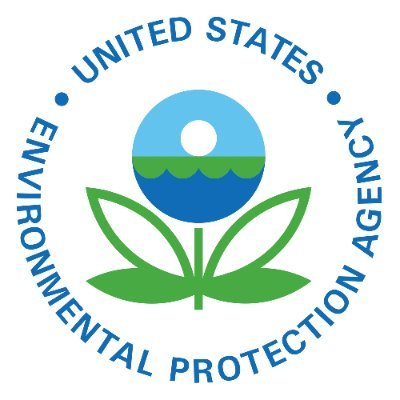 UNITED STATES
ENVIRONMENTAL PROTECTION AGENCY